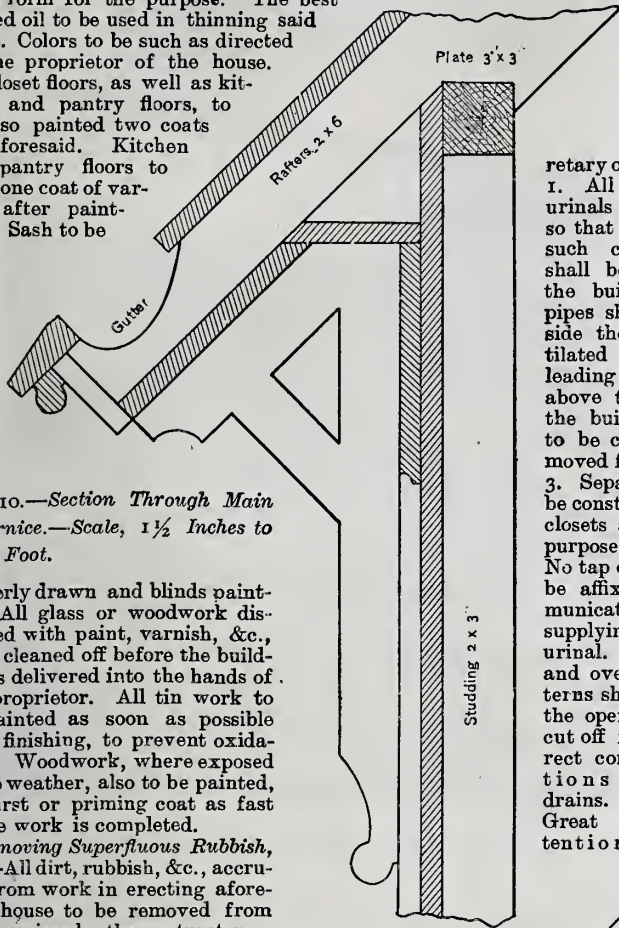 form for the purpose. The best
ed oil to be used in thinning said
. Colors to be such as directed
e proprietor of the house.
loset floors, as well as kit-
and pantry floors, to
so painted two coats
foresaid. Kitchen
pantry floors to
one coat of var-
after paint-
Sash to be
Gutter
Rafters 2 x 6
Plate 3" x 3
Studding 2 x 3"
10.—Section Through Main
rnice.—Scale, 1½ Inches to
Foot.
erly drawn and blinds paint-
All glass or woodwork dis-
ed with paint, varnish, &c.,
cleaned off before the build-
s delivered into the hands of
proprietor. All tin work to
ainted as soon as possible
finishing, to prevent oxida-
Woodwork, where exposed
o weather, also to be painted,
irst or priming coat as fast
e work is completed.
moving Superfluous Rubbish,
-All dirt, rubbish, &c., accru-
rom work in erecting afore-
house to be removed from
retary o
1. All
urinals
so that
such c
shall be
the bui
pipes sh
side the
tilated
leading
above t
the bui
to be c
moved f
3. Sepa
be const
closets a
purpose
No tap o
be affix
municat
supplyin
urinal.
and ove
terns sh
the ope
cut off
rect con
tions
drains.
Great
tention